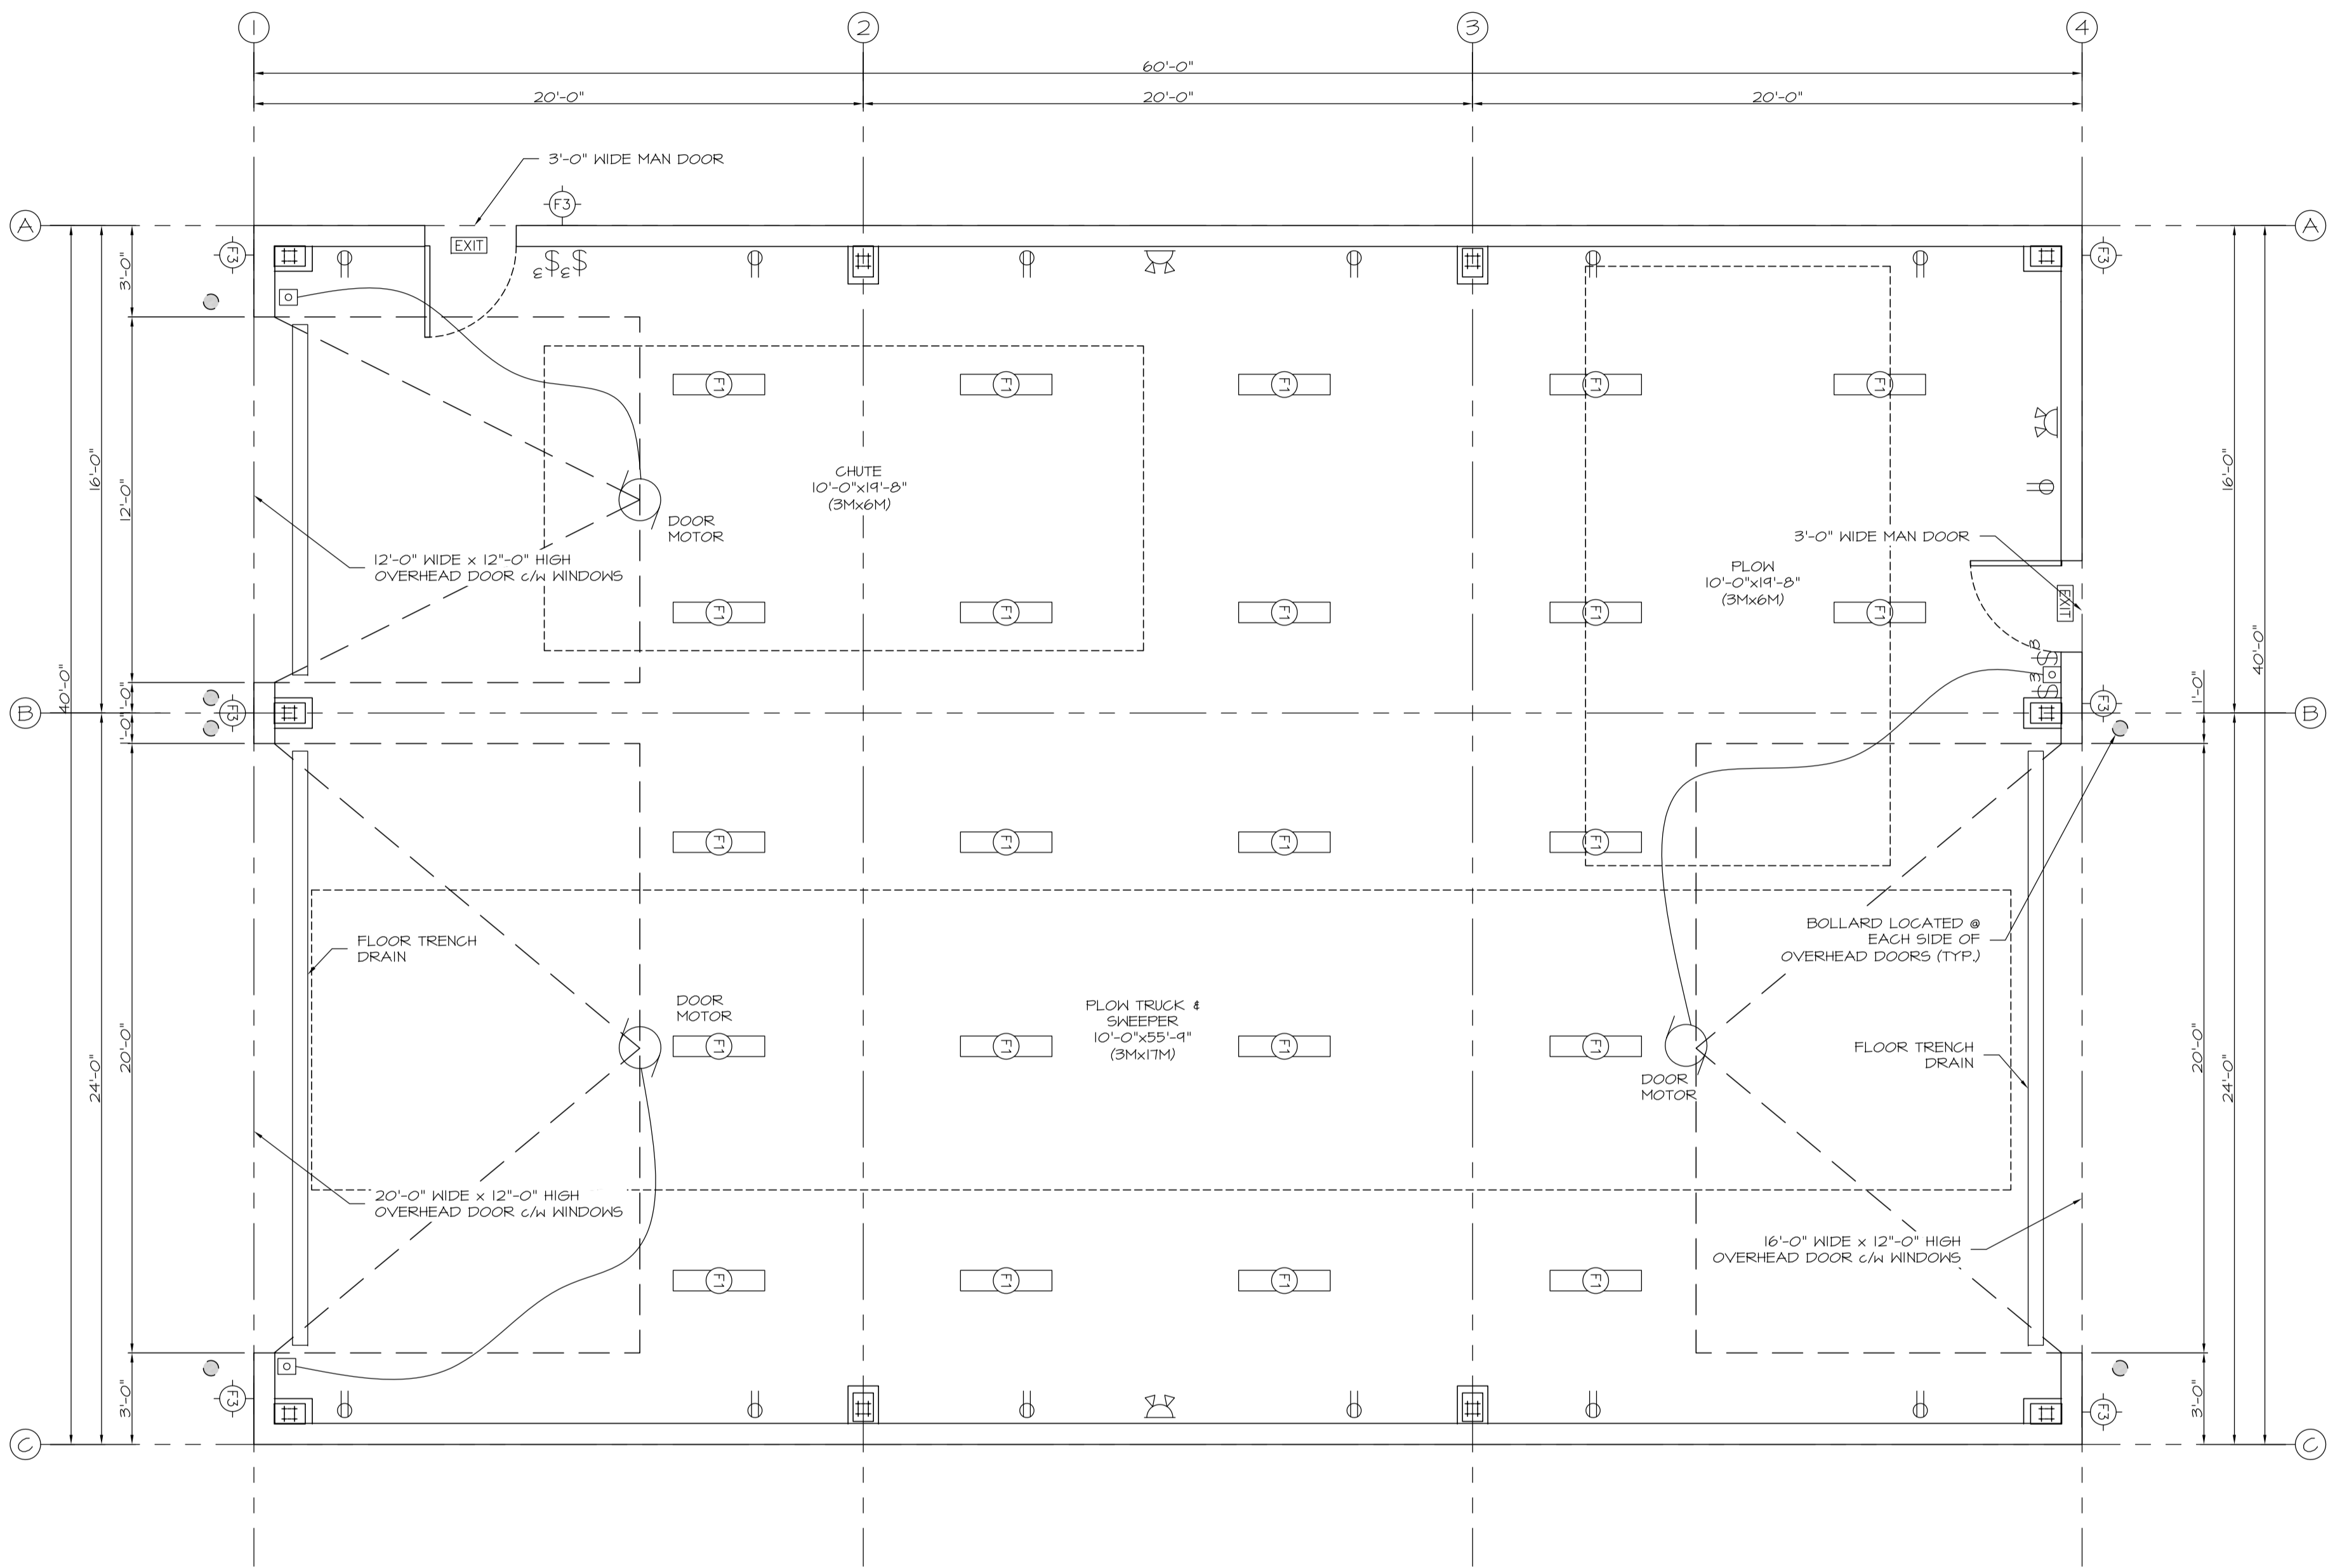 1
2
3
4
60'-0"
20'-0"
20'-0"
20'-0"
3'-0" WIDE MAN DOOR
F3
A
A
EXIT
F3
$3
$3
F3
3'-0"
16'-0"
12'-0"
40'-0"
16'-0"
40'-0"
F1
F1
F1
F1
F1
CHUTE
10'-0"x19'-8"
(3Mx6M)
DOOR
MOTOR
12'-0" WIDE x 12"-0" HIGH
OVERHEAD DOOR c/w WINDOWS
3'-0" WIDE MAN DOOR
PLOW
10'-0"x19'-8"
(3Mx6M)
EXIT
F1
F1
F1
F1
F1
$3
$3
1'-0"
1'-0"
1'-0"
B
F3
F3
B
F1
F1
F1
F1
FLOOR TRENCH
DRAIN
BOLLARD LOCATED @
EACH SIDE OF
OVERHEAD DOORS (TYP.)
24'-0"
20'-0"
DOOR
MOTOR
PLOW TRUCK &
SWEEPER
10'-0"x55'-9"
(3Mx17M)
F1
F1
F1
F1
DOOR
MOTOR
FLOOR TRENCH
DRAIN
20'-0"
24'-0"
20'-0" WIDE x 12"-0" HIGH
OVERHEAD DOOR c/w WINDOWS
16'-0" WIDE x 12"-0" HIGH
OVERHEAD DOOR c/w WINDOWS
F1
F1
F1
F1
3'-0"
F3
F3
3'-0"
C
C